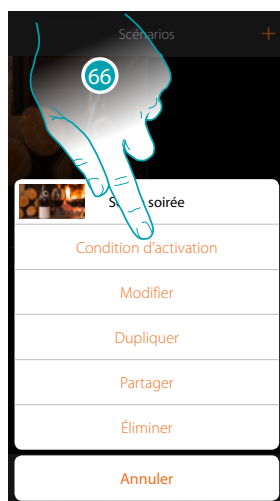 Scénarios +
66
soirée
Condition d'activation
Modifier
Dupliquer
Partager
Éliminer
Annuler